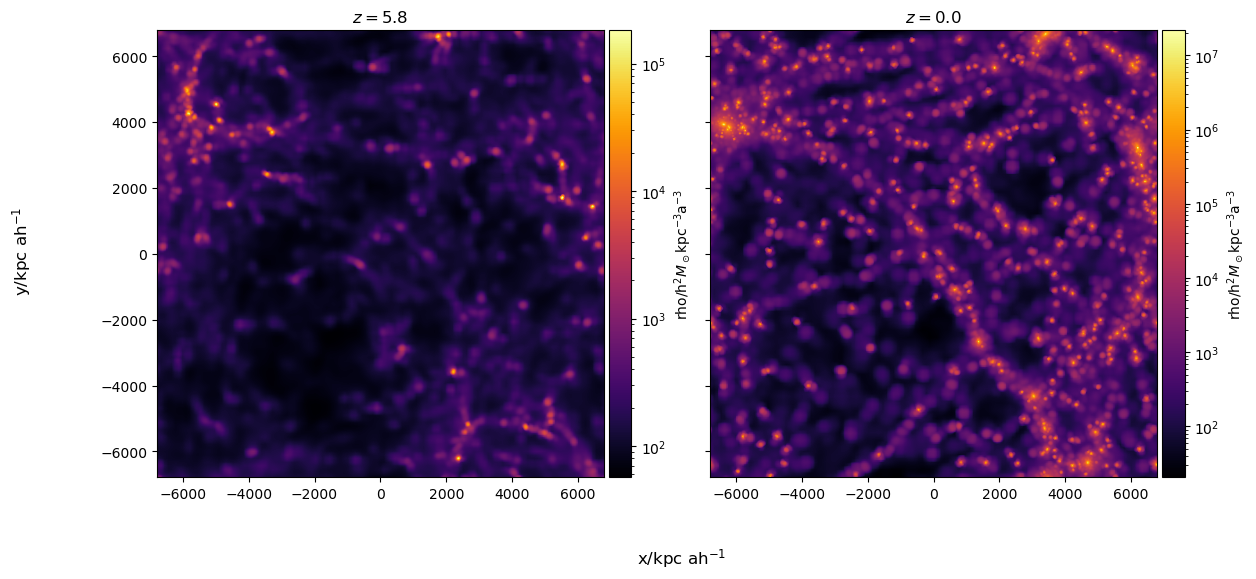 z = 5.8
z = 0.0
y/kpc ah⁻¹
6000
4000
2000
0
−2000
−4000
−6000
−6000 −4000 −2000 0 2000 4000 6000
10⁵
10⁴
10³
10²
rho/h²M⊙kpc⁻³a⁻³
−6000 −4000 −2000 0 2000 4000 6000
10⁷
10⁶
10⁵
10⁴
10³
10²
rho/h²M⊙kpc⁻³a⁻³
x/kpc ah⁻¹